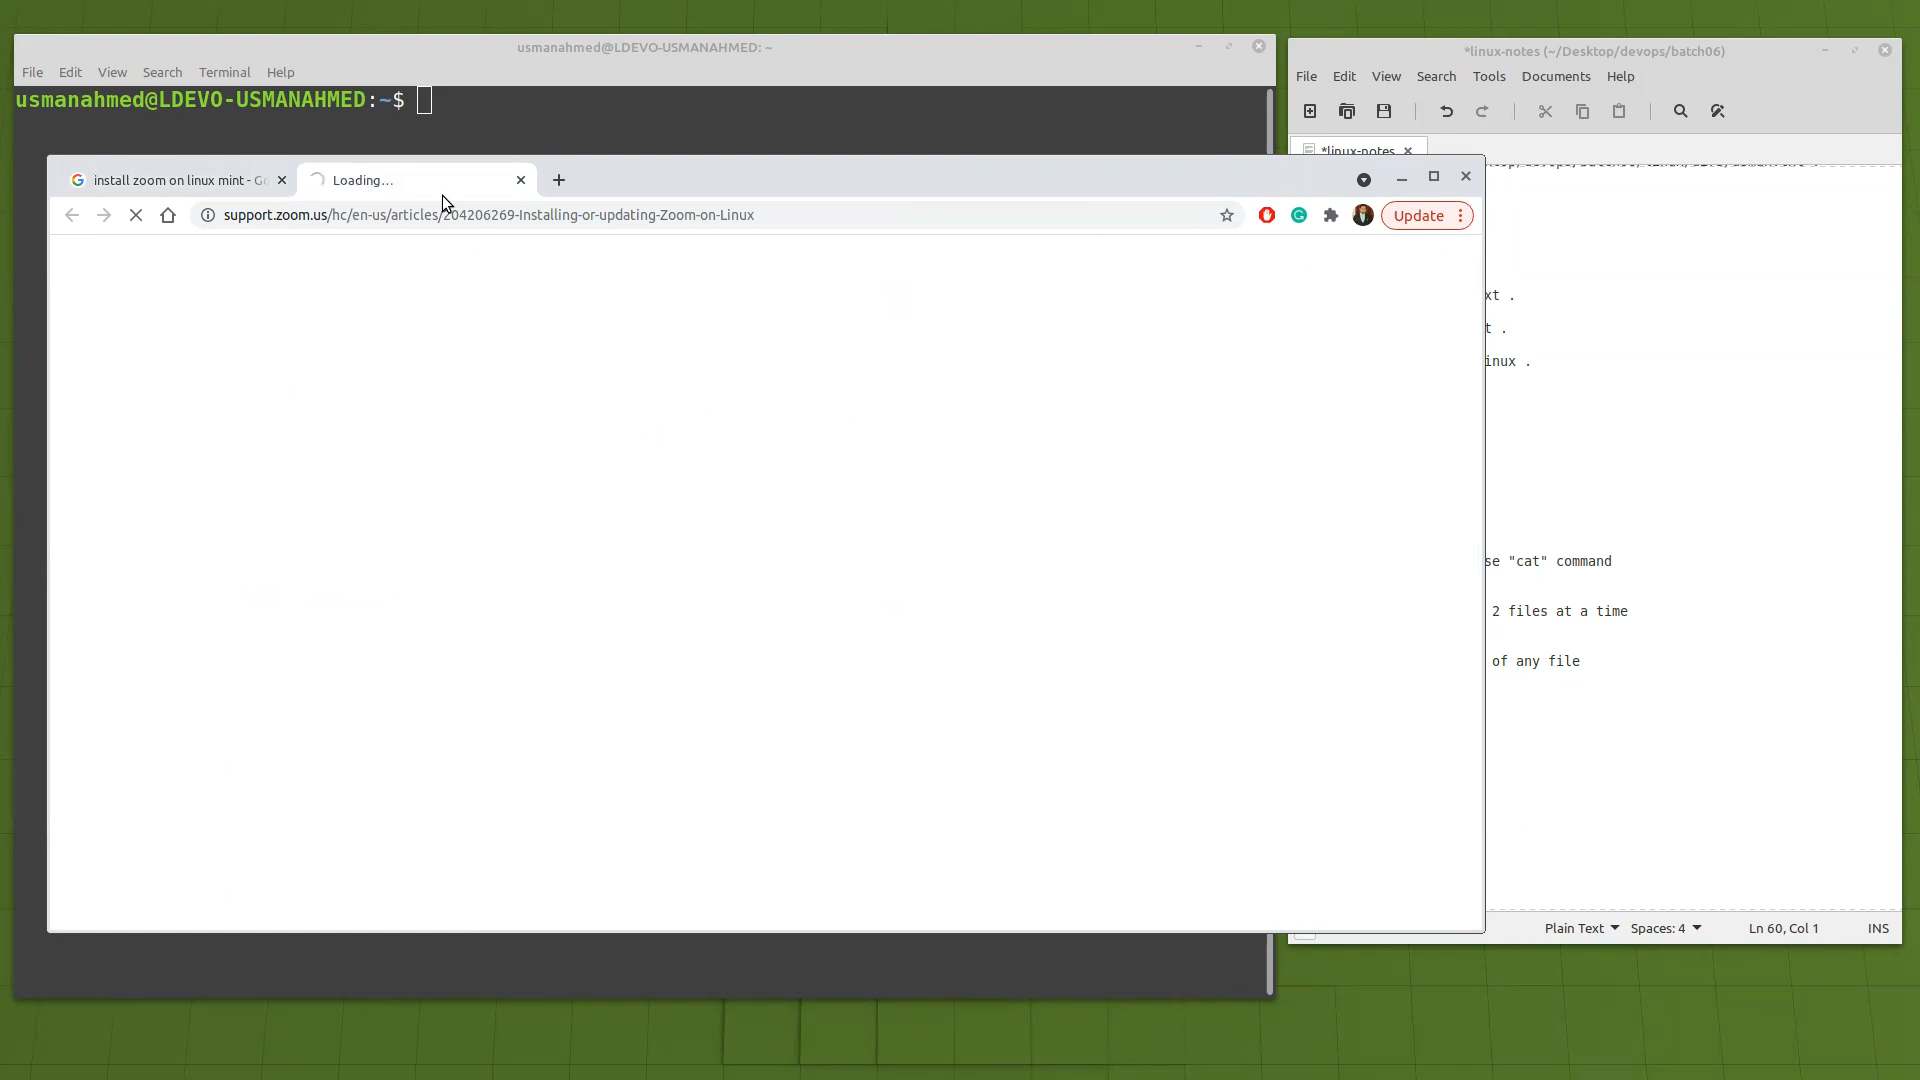 usmanahmed@LDEVO-USMANAHMED: ~
File Edit View Search Terminal Help
usmanahmed@LDEVO-USMANAHMED:~$
*linux-notes (~/Desktop/devops/batch06)
File Edit View Search Tools Documents Help
*linux-notes
install zoom on linux mint - Go
Loading...
support.zoom.us/hc/en-us/articles/204206269-Installing-or-updating-Zoom-on-Linux
Update
xt .
t .
inux .
se "cat" command
2 files at a time
of any file
Plain Text Spaces: 4 Ln 60, Col 1 INS